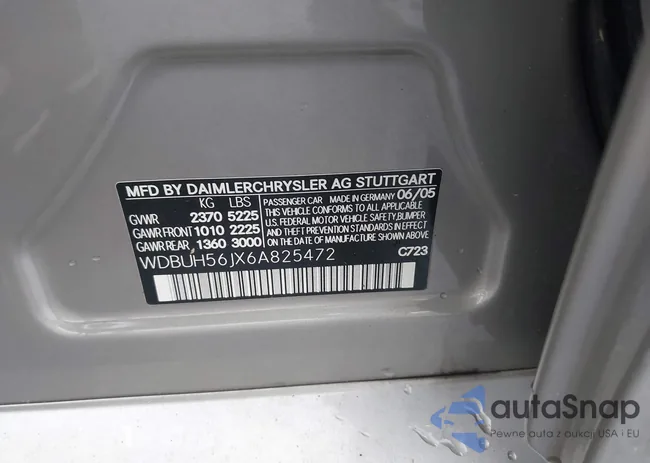 MFD BY DAIMLERCHRYSLER AG STUTTGART
KG LBS
GVWR 2370 5225
GAWR FRONT 1010 2225
GAWR REAR, 1360 3000
PASSENGER CAR MADE IN GERMANY 06/05
THIS VEHICLE CONFORMS TO ALL APPLICABLE
U.S. FEDERAL MOTOR VEHICLE SAFETY, BUMPER
AND THEFT PREVENTION STANDARDS IN EFFECT
ON THE DATE OF MANUFACTURE SHOWN ABOVE.
WDBUH56JX6A825472
C723
autaSnap
Pewne auta z aukcji USA i EU